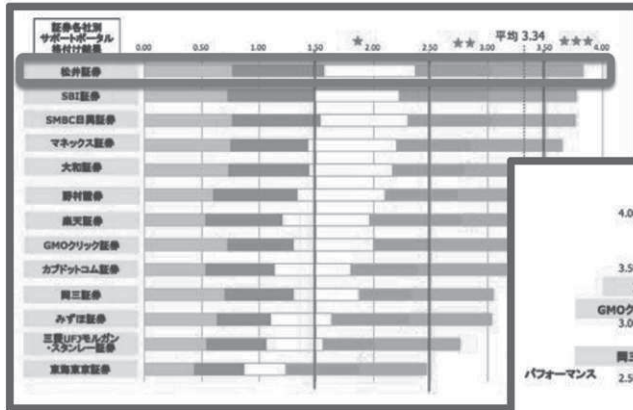 証券各社別
サポートポータル
格付け結果
★
★★
平均 3.34
★★★
0.00 0.50 1.00 1.50 2.00 2.50 3.00 3.50 4.00
松井証券
SBI証券
SMBC日興証券
マネックス証券
大和証券
野村證券
楽天証券
GMOクリック証券
カブドットコム証券
岡三証券
みずほ証券
三菱UFJモルガン
・スタンレー証券
東海東京証券
4.0
3.5
GMOク
3.0
岡三
パフォーマンス
2.5